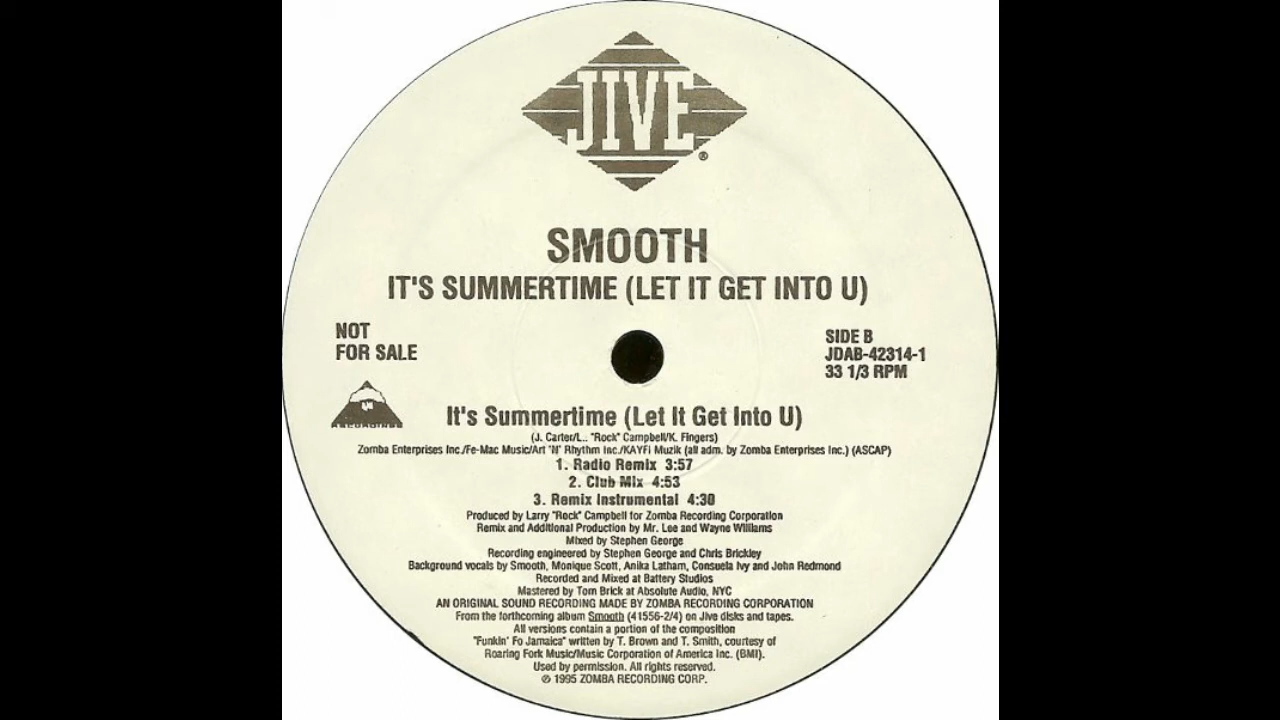 JIVE®
SMOOTH
IT'S SUMMERTIME (LET IT GET INTO U)
NOT
FOR SALE
SIDE B
JDAB-42314-1
33 1/3 RPM
RECORDINGS
It's Summertime (Let It Get Into U)
(J. Carter/L.. "Rock" Campbell/K. Fingers)
Zomba Enterprises Inc./Fe-Mac Music/Art 'N' Rhythm Inc./KAYFI Muzik (all adm. by Zomba Enterprises Inc.) (ASCAP)
1. Radio Remix 3:57
2. Club Mix 4:53
3. Remix Instrumental 4:30
Produced by Larry "Rock" Campbell for Zomba Recording Corporation
Remix and Additional Production by Mr. Lee and Wayne Williams
Mixed by Stephen George
Recording engineered by Stephen George and Chris Brickley
Background vocals by Smooth, Monique Scott, Anika Latham, Consuela Ivy and John Redmond
Recorded and Mixed at Battery Studios
Mastered by Tom Brick at Absolute Audio, NYC
AN ORIGINAL SOUND RECORDING MADE BY ZOMBA RECORDING CORPORATION
From the forthcoming album Smooth (41556-2/4) on Jive disks and tapes.
All versions contain a portion of the composition
"Funkin' Fo Jamaica" written by T. Brown and T. Smith, courtesy of
Roaring Fork Music/Music Corporation of America Inc. (BMI).
Used by permission. All rights reserved.
℗ 1995 ZOMBA RECORDING CORP.